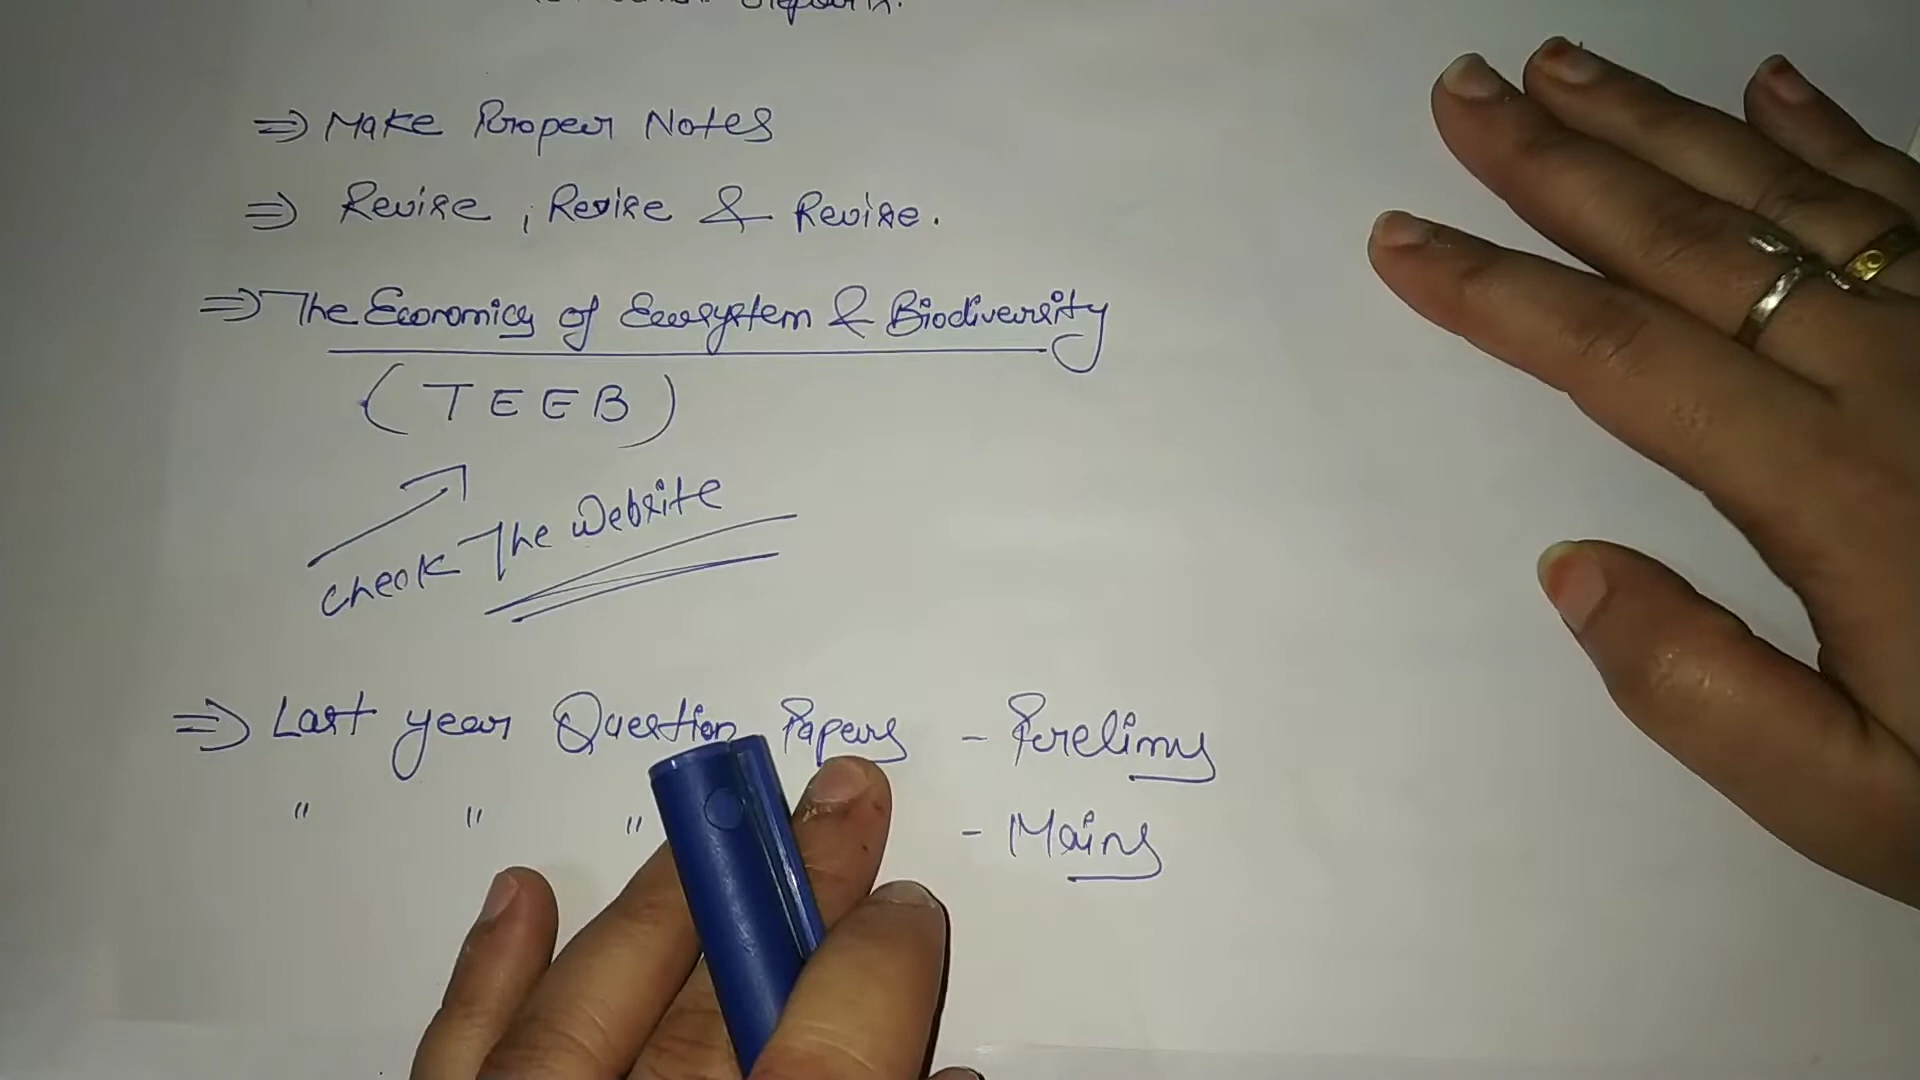 ⇒ Make Proper Notes
⇒ Revise, Revise & Revise.
⇒ The Economics of Ecosystem & Biodiversity
(TEEB)
Check The Website
⇒ Last year Question Papers - Prelims
" " " - Mains